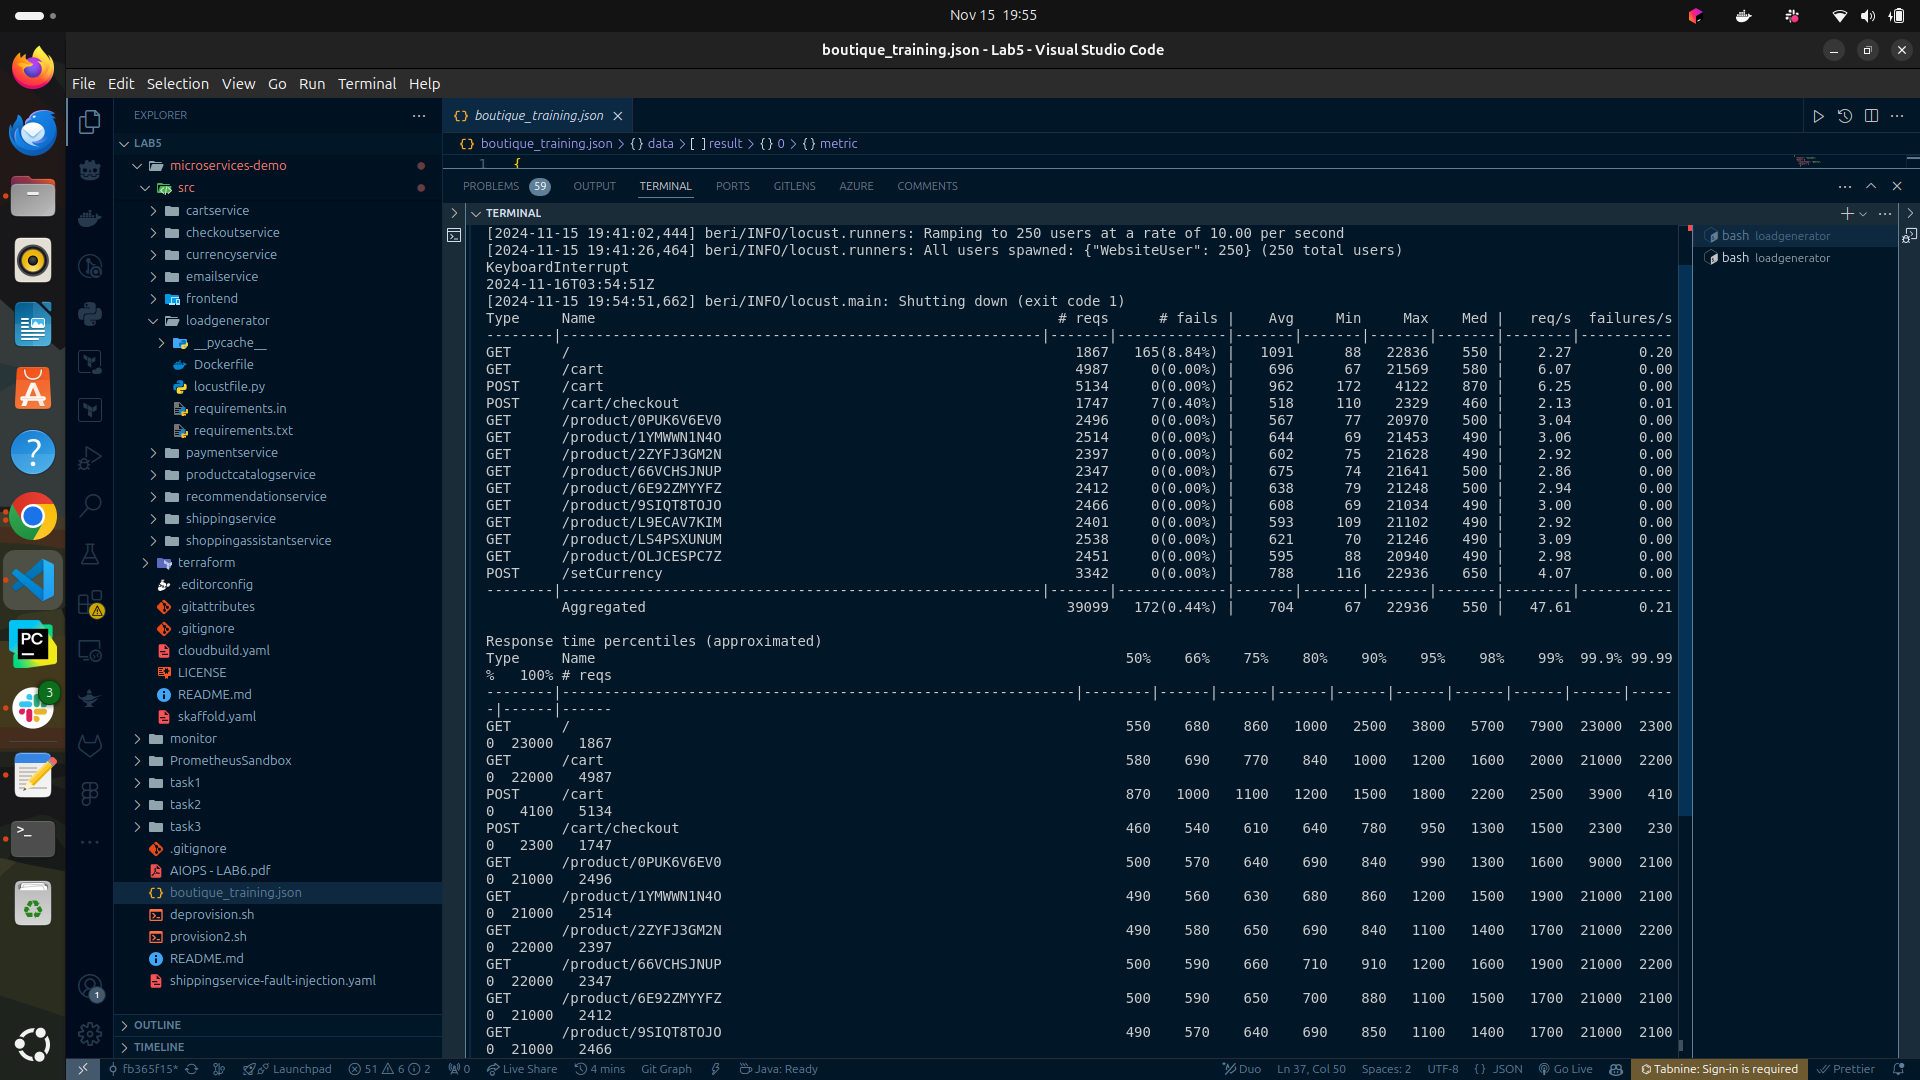 Nov 15 19:55
boutique_training.json - Lab5 - Visual Studio Code
File Edit Selection View Go Run Terminal Help
EXPLORER
LAB5
microservices-demo
src
cartservice
checkoutservice
currencyservice
emailservice
frontend
loadgenerator
__pycache__
Dockerfile
locustfile.py
requirements.in
requirements.txt
paymentservice
productcatalogservice
recommendationservice
shippingservice
shoppingassistantservice
terraform
.editorconfig
.gitattributes
.gitignore
cloudbuild.yaml
LICENSE
README.md
skaffold.yaml
monitor
PrometheusSandbox
task1
task2
task3
.gitignore
AIOPS - LAB6.pdf
boutique_training.json
deprovision.sh
provision2.sh
README.md
shippingservice-fault-injection.yaml
OUTLINE
TIMELINE
{} boutique_training.json
{} boutique_training.json > {} data > [ ] result > {} 0 > {} metric
1 {
PROBLEMS 59 OUTPUT TERMINAL PORTS GITLENS AZURE COMMENTS
TERMINAL
[2024-11-15 19:41:02,444] beri/INFO/locust.runners: Ramping to 250 users at a rate of 10.00 per second
[2024-11-15 19:41:26,464] beri/INFO/locust.runners: All users spawned: {"WebsiteUser": 250} (250 total users)
KeyboardInterrupt
2024-11-16T03:54:51Z
[2024-11-15 19:54:51,662] beri/INFO/locust.main: Shutting down (exit code 1)
Type Name # reqs # fails | Avg Min Max Med | req/s failures/s
--------|---------------------------------------------------------|-------|-------------|-------|-------|-------|-------|--------|-----------
GET / 1867 165(8.84%) | 1091 88 22836 550 | 2.27 0.20
GET /cart 4987 0(0.00%) | 696 67 21569 580 | 6.07 0.00
POST /cart 5134 0(0.00%) | 962 172 4122 870 | 6.25 0.00
POST /cart/checkout 1747 7(0.40%) | 518 110 2329 460 | 2.13 0.01
GET /product/0PUK6V6EV0 2496 0(0.00%) | 567 77 20970 500 | 3.04 0.00
GET /product/1YMWWN1N4O 2514 0(0.00%) | 644 69 21453 490 | 3.06 0.00
GET /product/2ZYFJ3GM2N 2397 0(0.00%) | 602 75 21628 490 | 2.92 0.00
GET /product/66VCHSJNUP 2347 0(0.00%) | 675 74 21641 500 | 2.86 0.00
GET /product/6E92ZMYYFZ 2412 0(0.00%) | 638 79 21248 500 | 2.94 0.00
GET /product/9SIQT8TOJO 2466 0(0.00%) | 608 69 21034 490 | 3.00 0.00
GET /product/L9ECAV7KIM 2401 0(0.00%) | 593 109 21102 490 | 2.92 0.00
GET /product/LS4PSXUNUM 2538 0(0.00%) | 621 70 21246 490 | 3.09 0.00
GET /product/OLJCESPC7Z 2451 0(0.00%) | 595 88 20940 490 | 2.98 0.00
POST /setCurrency 3342 0(0.00%) | 788 116 22936 650 | 4.07 0.00
--------|---------------------------------------------------------|-------|-------------|-------|-------|-------|-------|--------|-----------
Aggregated 39099 172(0.44%) | 704 67 22936 550 | 47.61 0.21
Response time percentiles (approximated)
Type Name 50% 66% 75% 80% 90% 95% 98% 99% 99.9% 99.99
% 100% # reqs
--------|-------------------------------------------------------------|--------|------|------|------|------|------|------|------|------|-----
-|------|------
GET / 550 680 860 1000 2500 3800 5700 7900 23000 2300
0 23000 1867
GET /cart 580 690 770 840 1000 1200 1600 2000 21000 2200
0 22000 4987
POST /cart 870 1000 1100 1200 1500 1800 2200 2500 3900 410
0 4100 5134
POST /cart/checkout 460 540 610 640 780 950 1300 1500 2300 230
0 2300 1747
GET /product/0PUK6V6EV0 500 570 640 690 840 990 1300 1600 9000 2100
0 21000 2496
GET /product/1YMWWN1N4O 490 560 630 680 860 1200 1500 1900 21000 2100
0 21000 2514
GET /product/2ZYFJ3GM2N 490 580 650 690 840 1100 1400 1700 21000 2200
0 22000 2397
GET /product/66VCHSJNUP 500 590 660 710 910 1200 1600 1900 21000 2200
0 22000 2347
GET /product/6E92ZMYYFZ 500 590 650 700 880 1100 1500 1700 21000 2100
0 21000 2412
GET /product/9SIQT8TOJO 490 570 640 690 850 1100 1400 1700 21000 2100
0 21000 2466
bash loadgenerator
bash loadgenerator
PC
3
1
fb365f15* Launchpad 51 6 2 0 Live Share 4 mins Git Graph Java: Ready Duo Ln 37, Col 50 Spaces: 2 UTF-8 {} JSON Go Live Tabnine: Sign-in is required Prettier